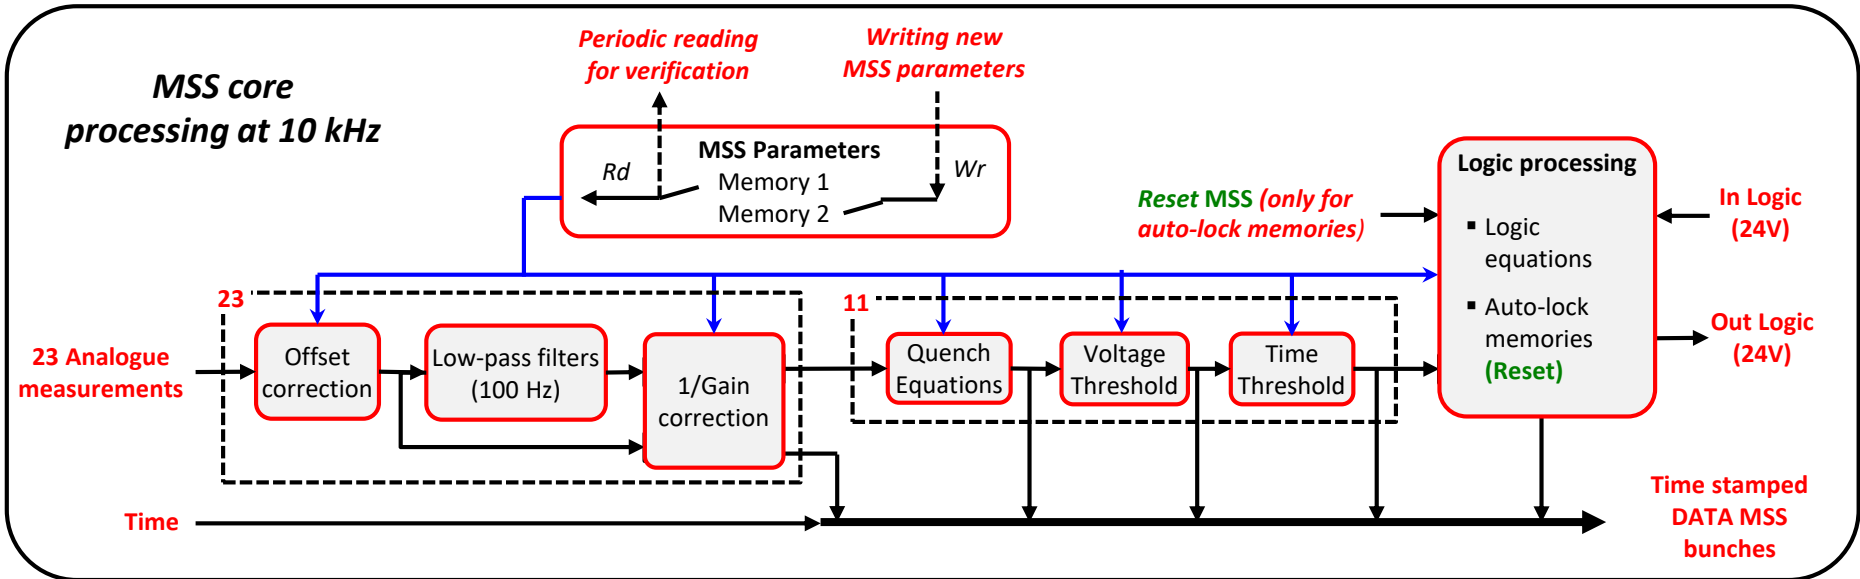 MSS core
processing at 10 kHz
Periodic reading
for verification
Writing new
MSS parameters
MSS Parameters
Rd
Memory 1
Memory 2
Wr
Reset MSS (only for
auto-lock memories)
Logic processing
▪ Logic
equations
▪ Auto-lock
memories
(Reset)
In Logic
(24V)
Out Logic
(24V)
23
11
23 Analogue
measurements
Offset
correction
Low-pass filters
(100 Hz)
1/Gain
correction
Quench
Equations
Voltage
Threshold
Time
Threshold
Time
Time stamped
DATA MSS
bunches